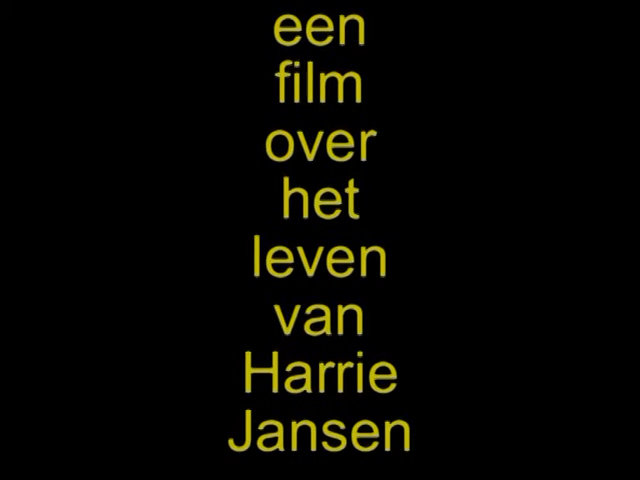 een
film
over
het
leven
van
Harrie
Jansen